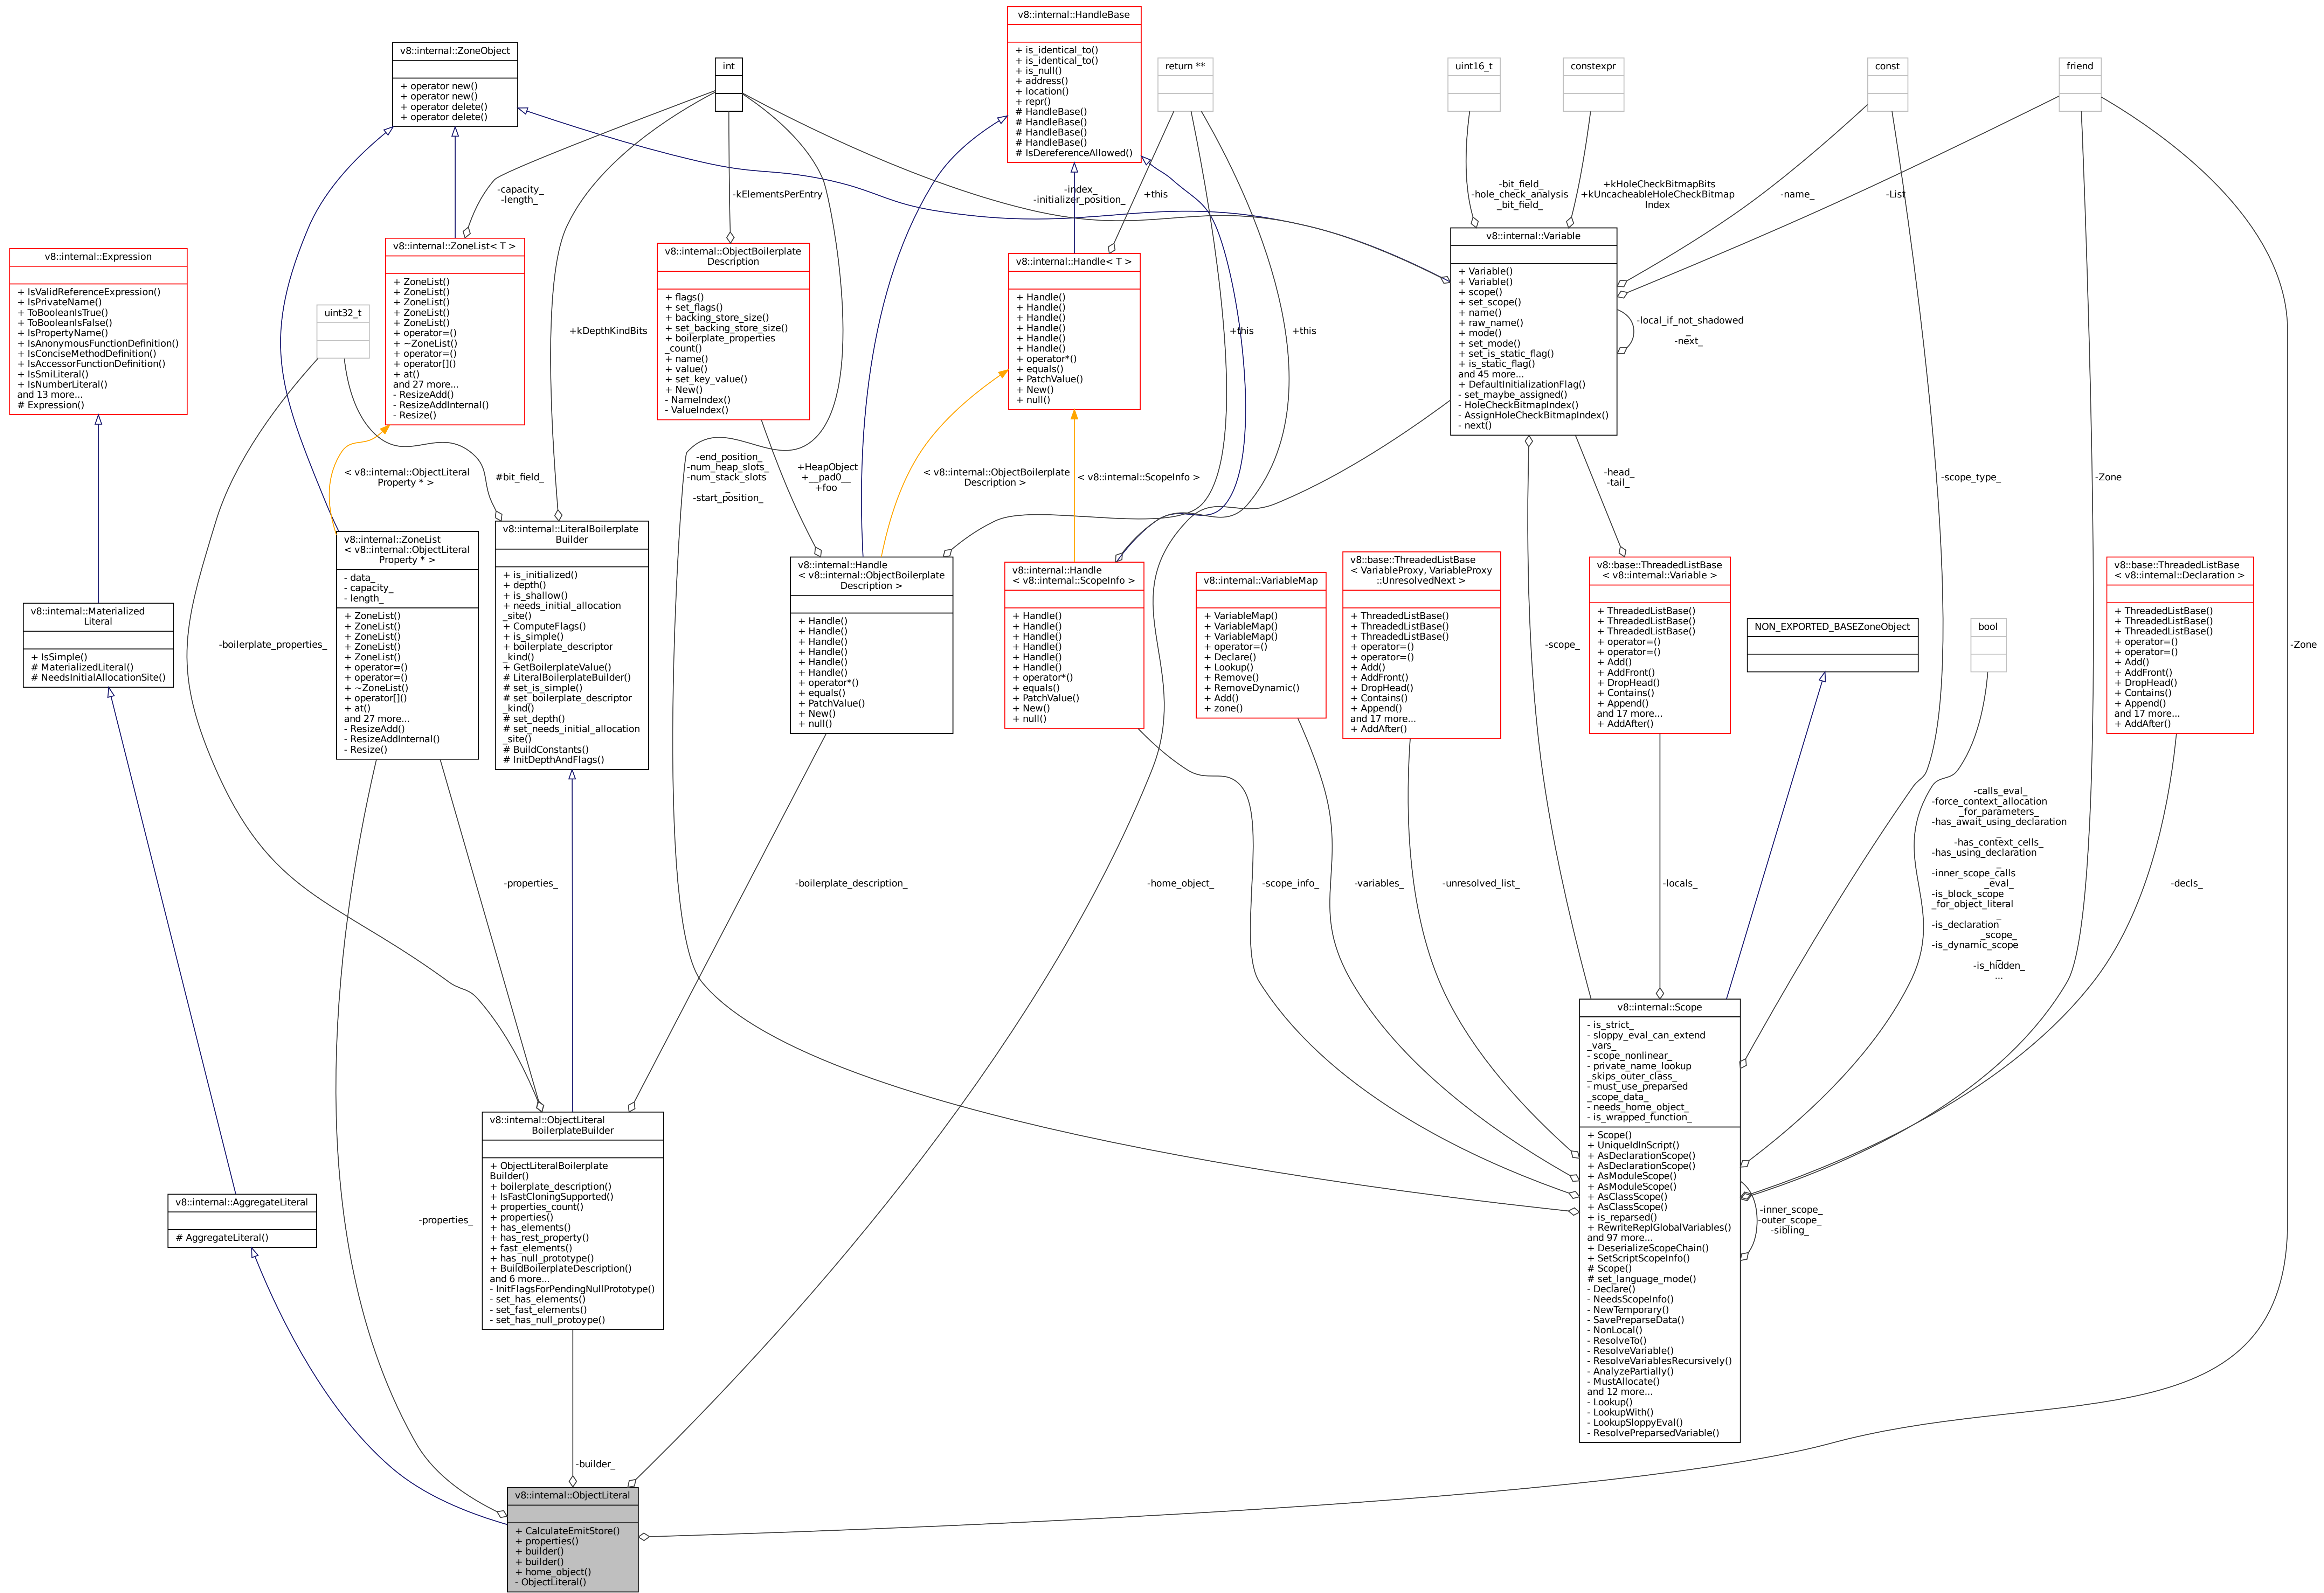 v8::internal::HandleBase
+ is_identical_to()
+ is_identical_to()
+ is_null()
+ address()
+ location()
+ repr()
# HandleBase()
# HandleBase()
# HandleBase()
# HandleBase()
# IsDereferenceAllowed()
v8::internal::ZoneObject
+ operator new()
+ operator new()
+ operator delete()
+ operator delete()
int
return **
uint16_t
constexpr
const
friend
-capacity_
-length_
-kElementsPerEntry
-index_
-initializer_position_
+this
-bit_field_
-hole_check_analysis
_bit_field_
+kHoleCheckBitmapBits
+kUncacheableHoleCheckBitmap
Index
-name_
-List
v8::internal::Expression
+ IsValidReferenceExpression()
+ IsPrivateName()
+ ToBooleanIsTrue()
+ ToBooleanIsFalse()
+ IsPropertyName()
+ IsAnonymousFunctionDefinition()
+ IsConciseMethodDefinition()
+ IsAccessorFunctionDefinition()
+ IsSmiLiteral()
+ IsNumberLiteral()
and 13 more...
# Expression()
uint32_t
v8::internal::ZoneList< T >
+ ZoneList()
+ ZoneList()
+ ZoneList()
+ ZoneList()
+ ZoneList()
+ operator=()
+ ~ZoneList()
+ operator=()
+ operator[]()
+ at()
and 27 more...
- ResizeAdd()
- ResizeAddInternal()
- Resize()
+kDepthKindBits
v8::internal::ObjectBoilerplate
Description
+ flags()
+ set_flags()
+ backing_store_size()
+ set_backing_store_size()
+ boilerplate_properties
_count()
+ name()
+ value()
+ set_key_value()
+ New()
- NameIndex()
- ValueIndex()
v8::internal::Handle< T >
+ Handle()
+ Handle()
+ Handle()
+ Handle()
+ Handle()
+ Handle()
+ operator*()
+ equals()
+ PatchValue()
+ New()
+ null()
+this
+this
v8::internal::Variable
+ Variable()
+ Variable()
+ scope()
+ set_scope()
+ name()
+ raw_name()
+ mode()
+ set_mode()
+ set_is_static_flag()
+ is_static_flag()
and 45 more...
+ DefaultInitializationFlag()
- set_maybe_assigned()
- HoleCheckBitmapIndex()
- AssignHoleCheckBitmapIndex()
- next()
-local_if_not_shadowed
_
-next_
< v8::internal::ObjectLiteral
Property * >
#bit_field_
-end_position_
-num_heap_slots_
-num_stack_slots
_
-start_position_
+HeapObject
+__pad0__
+foo
< v8::internal::ObjectBoilerplate
Description >
< v8::internal::ScopeInfo >
-head_
-tail_
-scope_type_
-Zone
v8::internal::Materialized
Literal
+ IsSimple()
# MaterializedLiteral()
# NeedsInitialAllocationSite()
-boilerplate_properties_
v8::internal::ZoneList
< v8::internal::ObjectLiteral
Property * >
- data_
- capacity_
- length_
+ ZoneList()
+ ZoneList()
+ ZoneList()
+ ZoneList()
+ ZoneList()
+ operator=()
+ operator=()
+ ~ZoneList()
+ operator[]()
+ at()
and 27 more...
- ResizeAdd()
- ResizeAddInternal()
- Resize()
v8::internal::LiteralBoilerplate
Builder
+ is_initialized()
+ depth()
+ is_shallow()
+ needs_initial_allocation
_site()
+ ComputeFlags()
+ is_simple()
+ boilerplate_descriptor
_kind()
+ GetBoilerplateValue()
# LiteralBoilerplateBuilder()
# set_is_simple()
# set_boilerplate_descriptor
_kind()
# set_depth()
# set_needs_initial_allocation
_site()
# BuildConstants()
# InitDepthAndFlags()
v8::internal::Handle
< v8::internal::ObjectBoilerplate
Description >
+ Handle()
+ Handle()
+ Handle()
+ Handle()
+ Handle()
+ Handle()
+ operator*()
+ equals()
+ PatchValue()
+ New()
+ null()
v8::internal::Handle
< v8::internal::ScopeInfo >
+ Handle()
+ Handle()
+ Handle()
+ Handle()
+ Handle()
+ Handle()
+ operator*()
+ equals()
+ PatchValue()
+ New()
+ null()
v8::internal::VariableMap
+ VariableMap()
+ VariableMap()
+ VariableMap()
+ operator=()
+ Declare()
+ Lookup()
+ Remove()
+ RemoveDynamic()
+ Add()
+ zone()
v8::base::ThreadedListBase
< VariableProxy, VariableProxy
::UnresolvedNext >
+ ThreadedListBase()
+ ThreadedListBase()
+ ThreadedListBase()
+ operator=()
+ operator=()
+ Add()
+ AddFront()
+ DropHead()
+ Contains()
+ Append()
and 17 more...
+ AddAfter()
-scope_
v8::base::ThreadedListBase
< v8::internal::Variable >
+ ThreadedListBase()
+ ThreadedListBase()
+ ThreadedListBase()
+ operator=()
+ operator=()
+ Add()
+ AddFront()
+ DropHead()
+ Contains()
+ Append()
and 17 more...
+ AddAfter()
NON_EXPORTED_BASEZoneObject
bool
v8::base::ThreadedListBase
< v8::internal::Declaration >
+ ThreadedListBase()
+ ThreadedListBase()
+ ThreadedListBase()
+ operator=()
+ operator=()
+ Add()
+ AddFront()
+ DropHead()
+ Contains()
+ Append()
and 17 more...
+ AddAfter()
-Zone
-properties_
-boilerplate_description_
-home_object_
-scope_info_
-variables_
-unresolved_list_
-locals_
-calls_eval_
-force_context_allocation
_for_parameters_
-has_await_using_declaration
_
-has_context_cells_
-has_using_declaration
_
-inner_scope_calls
_eval_
-is_block_scope
_for_object_literal
_
-is_declaration
_scope_
-is_dynamic_scope
_
-is_hidden_
...
-decls_
v8::internal::AggregateLiteral
# AggregateLiteral()
-properties_
v8::internal::ObjectLiteral
BoilerplateBuilder
+ ObjectLiteralBoilerplate
Builder()
+ boilerplate_description()
+ IsFastCloningSupported()
+ properties_count()
+ properties()
+ has_elements()
+ has_rest_property()
+ fast_elements()
+ has_null_prototype()
+ BuildBoilerplateDescription()
and 6 more...
- InitFlagsForPendingNullPrototype()
- set_has_elements()
- set_fast_elements()
- set_has_null_protoype()
v8::internal::Scope
- is_strict_
- sloppy_eval_can_extend
_vars_
- scope_nonlinear_
- private_name_lookup
_skips_outer_class_
- must_use_preparsed
_scope_data_
- needs_home_object_
- is_wrapped_function_
+ Scope()
+ UniqueIdInScript()
+ AsDeclarationScope()
+ AsDeclarationScope()
+ AsModuleScope()
+ AsModuleScope()
+ AsClassScope()
+ AsClassScope()
+ is_reparsed()
+ RewriteReplGlobalVariables()
and 97 more...
+ DeserializeScopeChain()
+ SetScriptScopeInfo()
# Scope()
# set_language_mode()
- Declare()
- NeedsScopeInfo()
- NewTemporary()
- SavePreparseData()
- NonLocal()
- ResolveTo()
- ResolveVariable()
- ResolveVariablesRecursively()
- AnalyzePartially()
- MustAllocate()
and 12 more...
- Lookup()
- LookupWith()
- LookupSloppyEval()
- ResolvePreparsedVariable()
-inner_scope_
-outer_scope_
-sibling_
-builder_
v8::internal::ObjectLiteral
+ CalculateEmitStore()
+ properties()
+ builder()
+ builder()
+ home_object()
- ObjectLiteral()